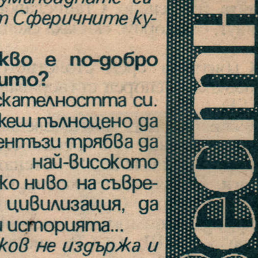 т Сферичните ку-
кво е по-добро
ито?
скателността си.
жеш пълноцено да
ентъзи трябва да
най-високото
ко ниво на съвре-
цивилизация, да
историята...
ков не издържа и
вестн